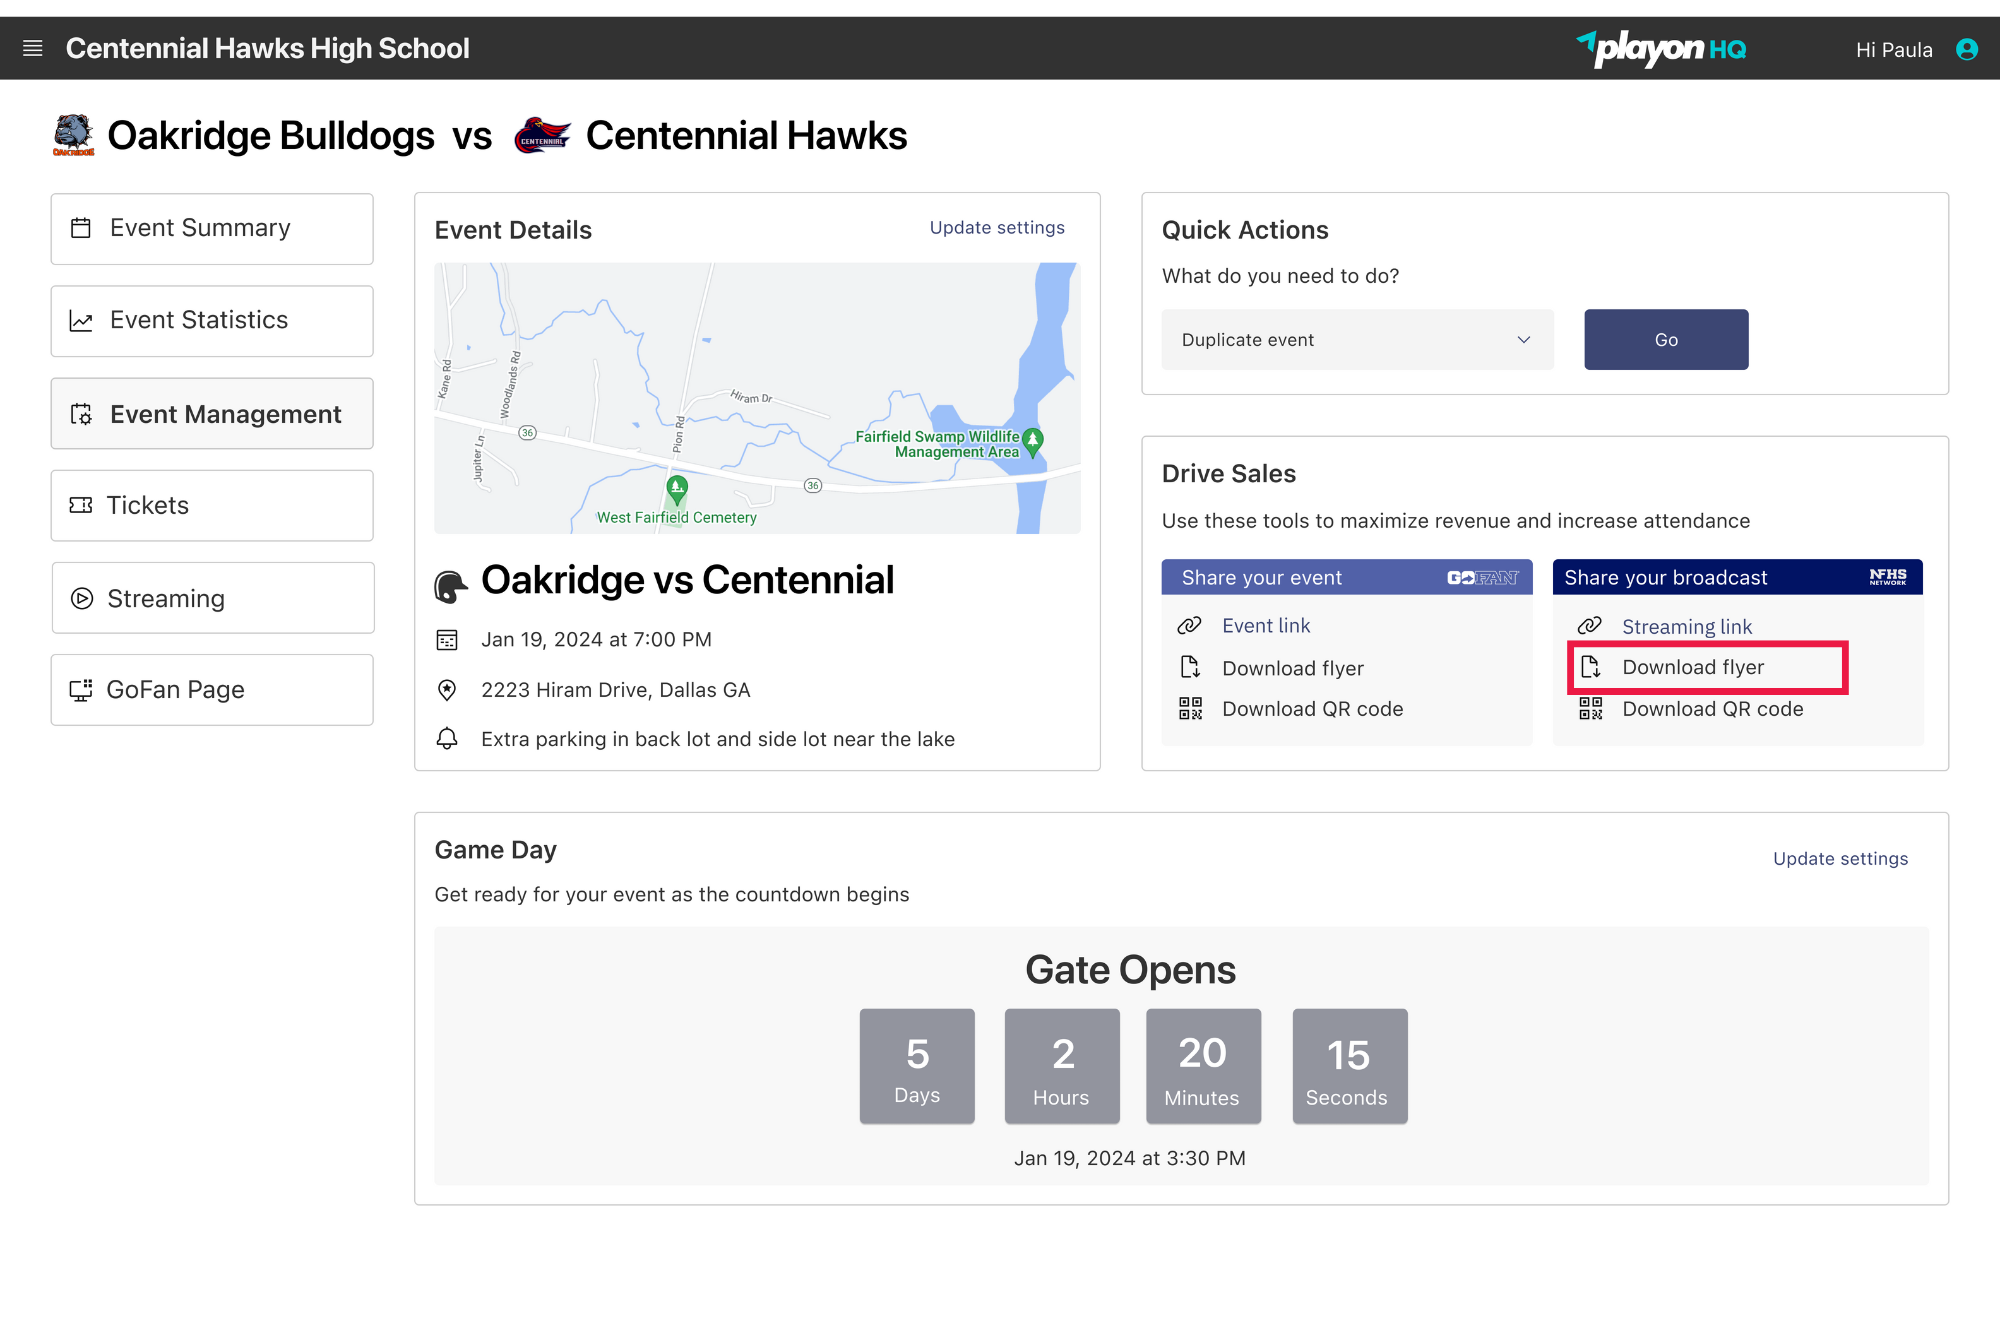 Centennial Hawks High School
playon HQ
Hi Paula
OAKRIDGE
Oakridge Bulldogs vs
CENTENNIAL
Centennial Hawks
Event Summary
Event Statistics
Event Management
Tickets
Streaming
GoFan Page
Event Details
Update settings
Kane Rd
Woodlands Rd
Jupiter Ln
36
Pion Rd
Hiram Dr
36
Fairfield Swamp Wildlife
Management Area
West Fairfield Cemetery
Oakridge vs Centennial
Jan 19, 2024 at 7:00 PM
2223 Hiram Drive, Dallas GA
Extra parking in back lot and side lot near the lake
Quick Actions
What do you need to do?
Duplicate event
Go
Drive Sales
Use these tools to maximize revenue and increase attendance
Share your event
GOFAN
Event link
Download flyer
Download QR code
Share your broadcast
NFHS
NETWORK
Streaming link
Download flyer
Download QR code
Game Day
Update settings
Get ready for your event as the countdown begins
Gate Opens
5
Days
2
Hours
20
Minutes
15
Seconds
Jan 19, 2024 at 3:30 PM